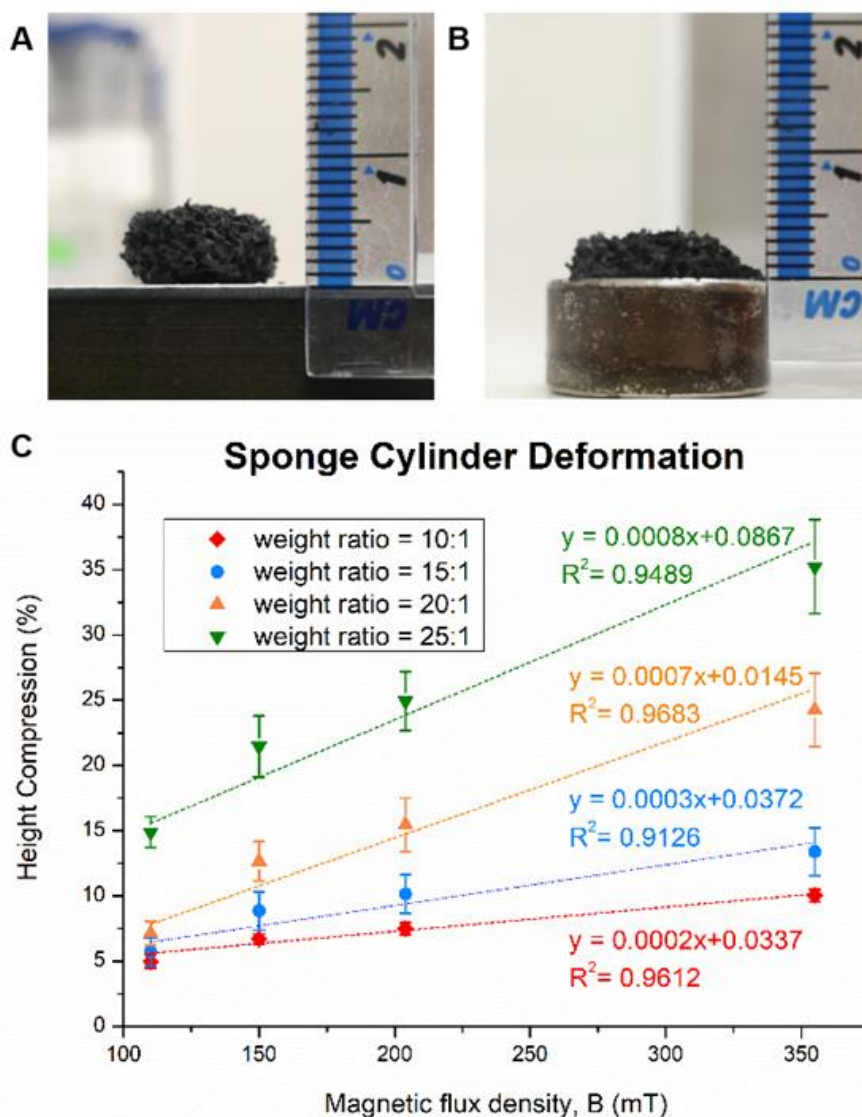 A
2
1
0
CM
B
2
1
0
CM
C
Sponge Cylinder Deformation
Height Compression (%)
40
35
30
25
20
15
10
5
0
weight ratio = 10:1
weight ratio = 15:1
weight ratio = 20:1
weight ratio = 25:1
y = 0.0008x+0.0867
R²= 0.9489
y = 0.0007x+0.0145
R²= 0.9683
y = 0.0003x+0.0372
R²= 0.9126
y = 0.0002x+0.0337
R²= 0.9612
100 150 200 250 300 350
Magnetic flux density, B (mT)